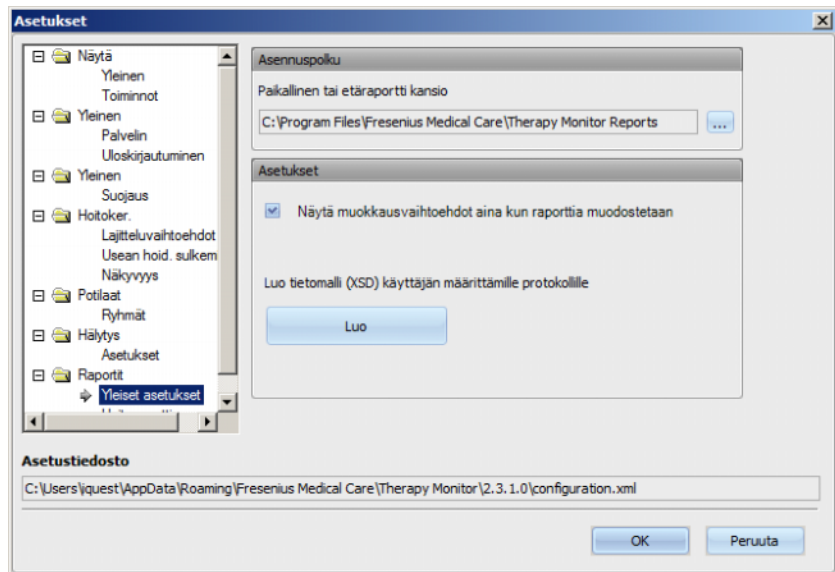 Asetukset
Näytä
Yleinen
Toiminnot
Yleinen
Palvelin
Uloskirjautuminen
Yleinen
Suojaus
Hoitoker.
Lajitteluvaihtoehdot
Usean hoid. sulkem
Näkyvyys
Potilaat
Ryhmät
Hälytys
Asetukset
Raportit
Yleiset asetukset
Asennuspolku
Paikallinen tai etäraportti kansio
C:\Program Files\Fresenius Medical Care\Therapy Monitor Reports
...
Asetukset
Näytä muokkausvaihtoehdot aina kun raporttia muodostetaan
Luo tietomalli (XSD) käyttäjän määrittämille protokollille
Luo
Asetustiedosto
C:\Users\iquest\AppData\Roaming\Fresenius Medical Care\Therapy Monitor\2.3.1.0\configuration.xml
OK
Peruuta